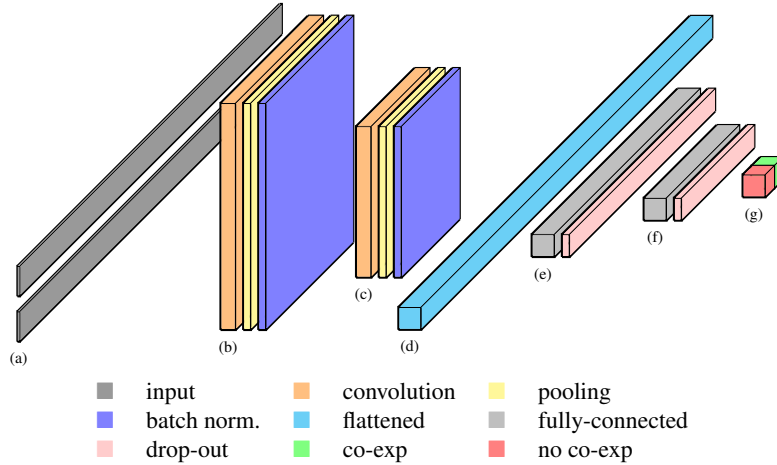 (a)
(b)
(c)
(d)
(e)
(f)
(g)
input convolution pooling
batch norm. flattened fully-connected
drop-out co-exp no co-exp